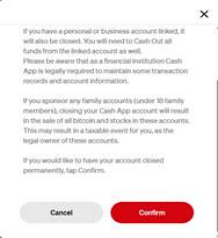 If you have a personal or business account linked, it
will also be closed. You will need to Cash Out all
funds from the linked account as well.
Please be aware that as a financial institution Cash
App is legally required to maintain some transaction
records and account information.
If you sponsor any family accounts (under 18 family
members), closing your Cash App account will result
in the sale of all bitcoin and stocks in these accounts.
This may result in a taxable event for you, as the
legal owner of these accounts.
If you would like to have your account closed
permanently, tap Confirm.
Cancel
Confirm